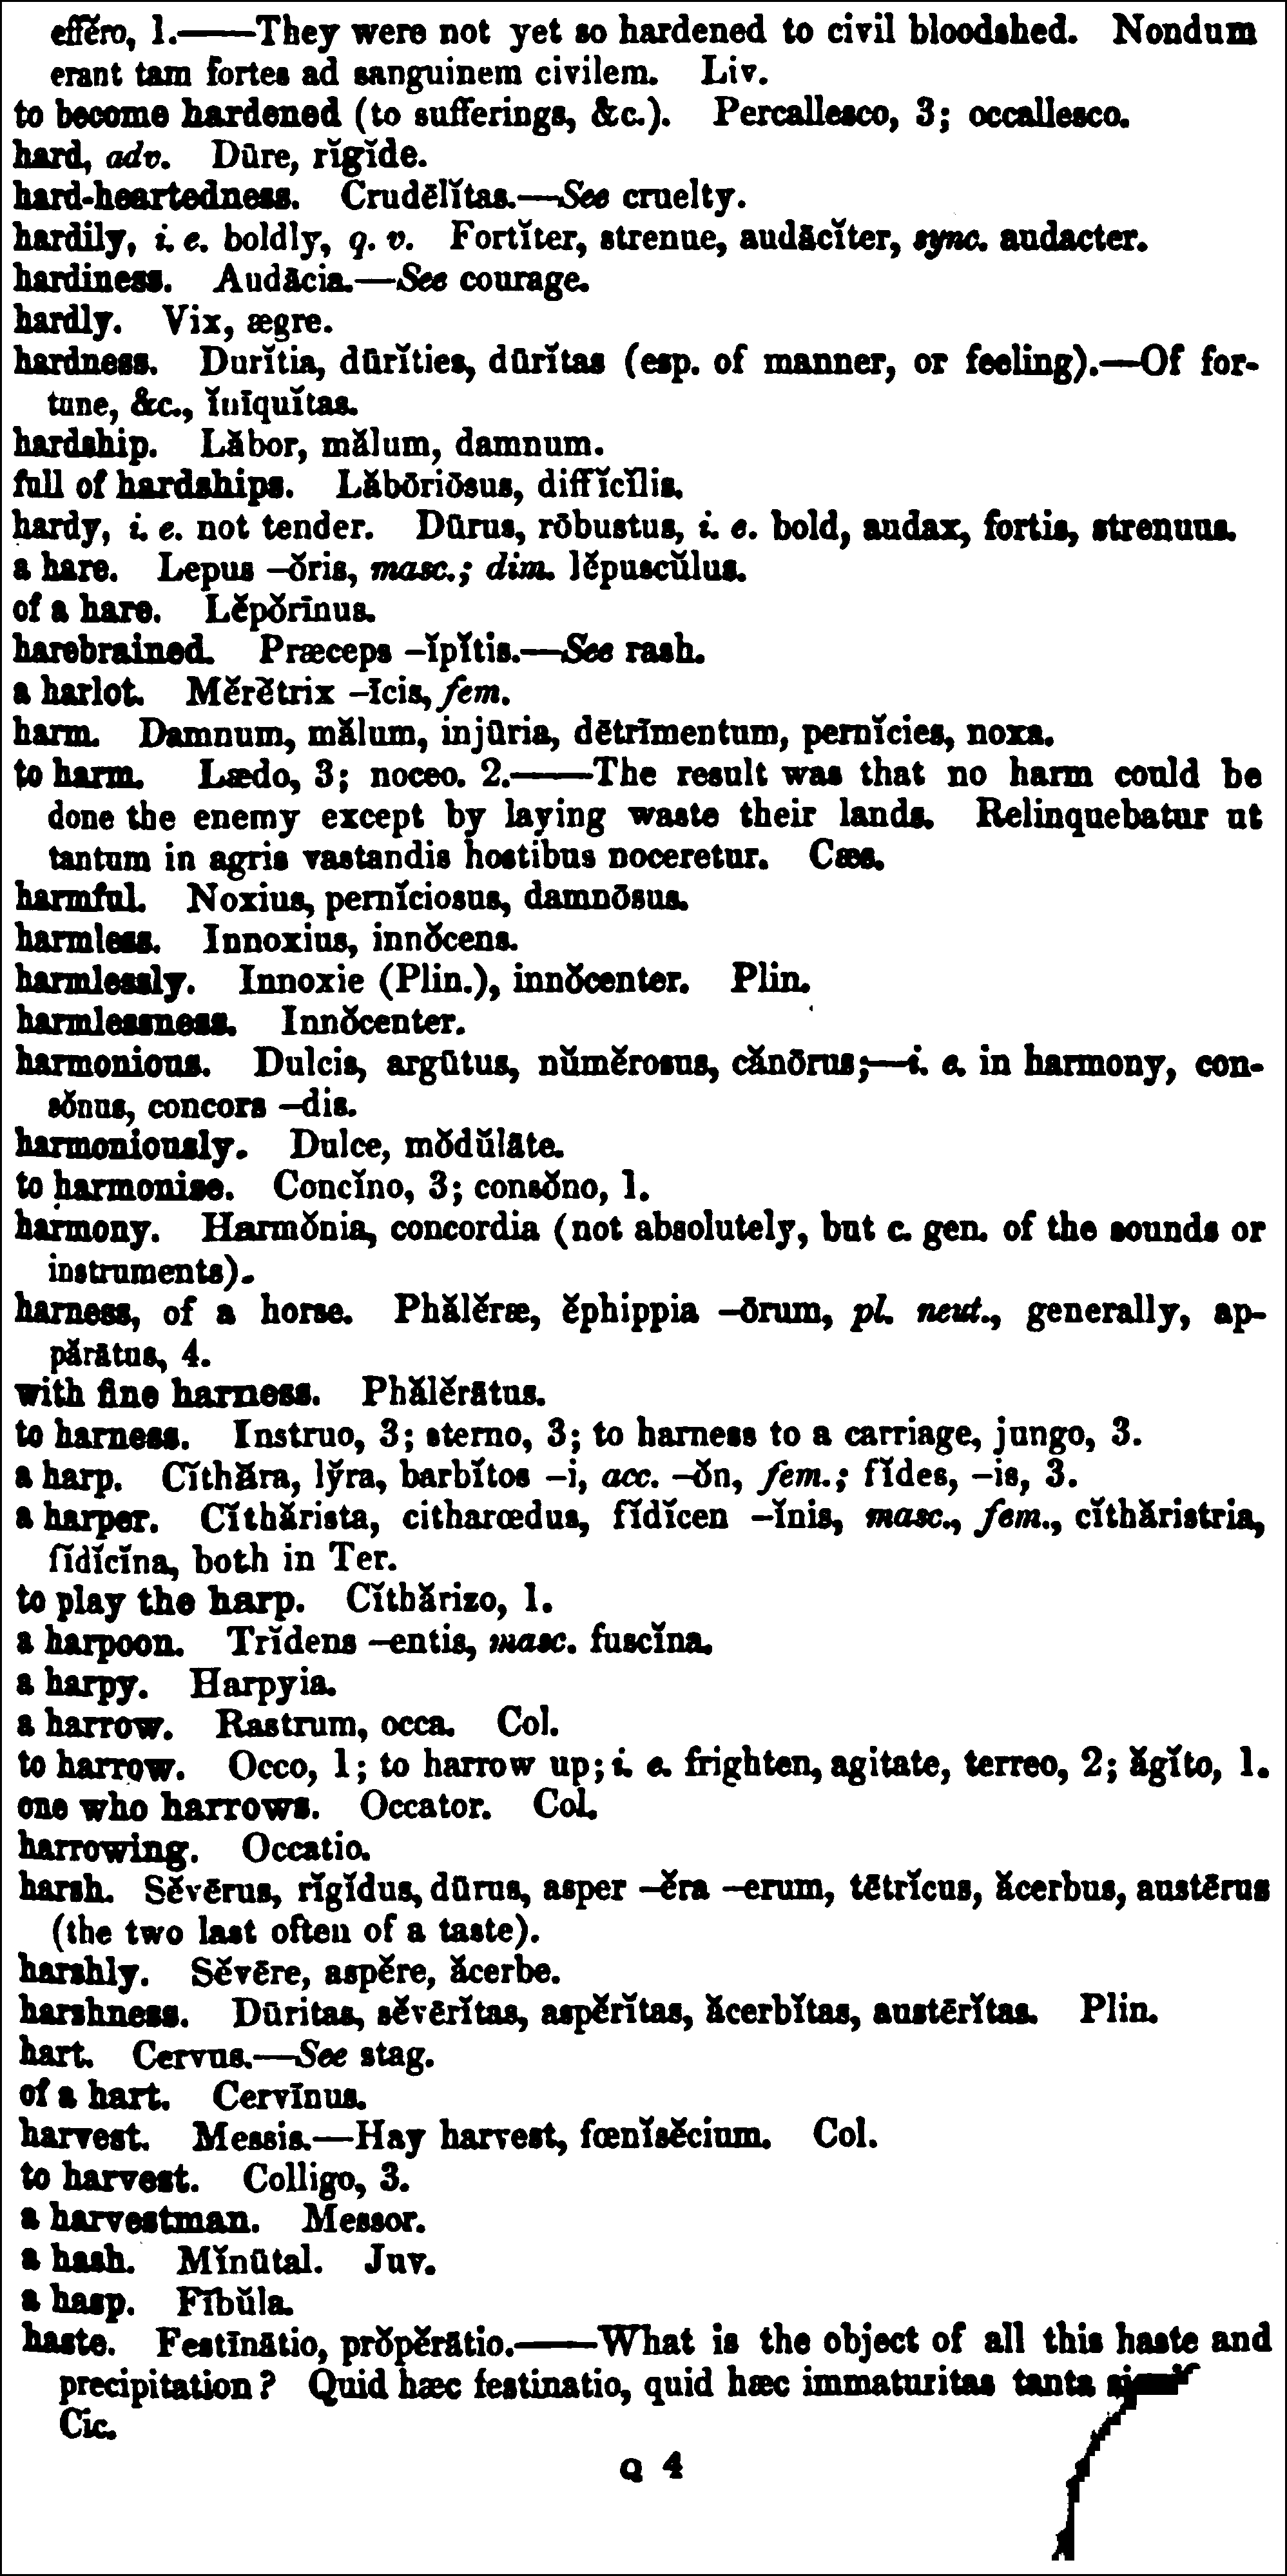 effĕro, 1.——They were not yet so hardened to civil bloodshed. Nondum
erant tam fortes ad sanguinem civilem. Liv.
to become hardened (to sufferings, &c.). Percallesco, 3; occallesco.
hard, adv. Dūre, rĭgĭde.
hard-heartedness. Crudēlĭtas.—See cruelty.
hardily, i. e. boldly, q. v. Fortĭter, strenue, audācĭter, sync. audacter.
hardiness. Audācia.—See courage.
hardly. Vix, ægre.
hardness. Durĭtia, dūrĭties, dūrĭtas (esp. of manner, or feeling).—Of for-
tune, &c., ĭnīquĭtas.
hardship. Lăbor, mălum, damnum.
full of hardships. Lăbōriōsus, diffĭcĭlis.
hardy, i. e. not tender. Dūrus, rōbustus, i. e. bold, audax, fortis, strenuus.
a hare. Lepus –ŏris, masc.; dim. lĕpuscŭlus.
of a hare. Lĕpŏrīnus.
harebrained. Præceps –ĭpĭtis.—See rash.
a harlot. Mĕrĕtrix –īcis, fem.
harm. Damnum, mălum, injūria, dētrīmentum, pernĭcies, noxa.
to harm. Lædo, 3; noceo. 2.——The result was that no harm could be
done the enemy except by laying waste their lands. Relinquebatur ut
tantum in agris vastandis hostibus noceretur. Cæs.
harmful. Noxius, pernĭciosus, damnōsus.
harmless. Innoxius, innŏcens.
harmlessly. Innoxie (Plin.), innŏcenter. Plin.
harmlessness. Innŏcenter.
harmonious. Dulcis, argūtus, nŭmĕrosus, cănōrus;—i. e. in harmony, con-
sŏnus, concors –dis.
harmoniously. Dulce, mŏdŭlāte.
to harmonise. Concĭno, 3; consŏno, 1.
harmony. Harmŏnia, concordia (not absolutely, but c. gen. of the sounds or
instruments).
harness, of a horse. Phălĕræ, ĕphippia –ōrum, pl. neut., generally, ap-
părātus, 4.
with fine harness. Phălĕrātus.
to harness. Instruo, 3; sterno, 3; to harness to a carriage, jungo, 3.
a harp. Cĭthăra, lўra, barbĭtos –i, acc. –ŏn, fem.; fĭdes, –is, 3.
a harper. Cĭthărista, citharœdus, fĭdĭcen –ĭnis, masc., fem., cĭthăristria,
fĭdĭcĭna, both in Ter.
to play the harp. Cĭthărizo, 1.
a harpoon. Trĭdens –entis, masc. fuscĭna.
a harpy. Harpyia.
a harrow. Rastrum, occa. Col.
to harrow. Occo, 1; to harrow up; i. e. frighten, agitate, terreo, 2; ăgĭto, 1.
one who harrows. Occator. Col.
harrowing. Occatio.
harsh. Sĕvērus, rĭgĭdus, dūrus, asper –ĕra –erum, tētrĭcus, ăcerbus, austērus
(the two last often of a taste).
harshly. Sĕvēre, aspĕre, ăcerbe.
harshness. Dūritas, sĕvērĭtas, aspĕrĭtas, ăcerbĭtas, austērĭtas. Plin.
hart. Cervus.—See stag.
of a hart. Cervīnus.
harvest. Messis.—Hay harvest, fœnĭsĕcium. Col.
to harvest. Colligo, 3.
a harvestman. Messor.
a hash. Mĭnūtal. Juv.
a hasp. Fībŭla.
haste. Festīnātio, prŏpĕrātio.——What is the object of all this haste and
precipitation? Quid hæc festinatio, quid hæc immaturitas tanta
Cic.
Q 4